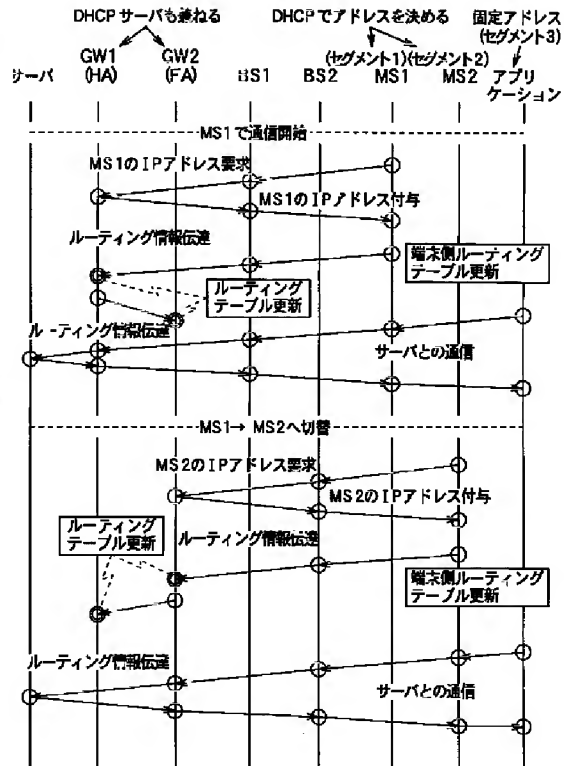 DHCPサーバも兼ねる
DHCPでアドレスを決める
固定アドレス
(セグメント3)
GW1
GW2
(セグメント1)(セグメント2)
サーバ
(HA)
(FA)
BS1
BS2
MS1
MS2
アプリ
ケーション
MS1で通信開始
MS1のIPアドレス要求
MS1のIPアドレス付与
ルーティング情報伝達
端末側ルーティング
テーブル更新
ルーティング
テーブル更新
ルーティング情報伝達
サーバとの通信
MS1→MS2へ切替
MS2のIPアドレス要求
MS2のIPアドレス付与
ルーティング
テーブル更新
ルーティング情報伝達
端末側ルーティング
テーブル更新
ルーティング情報伝達
サーバとの通信